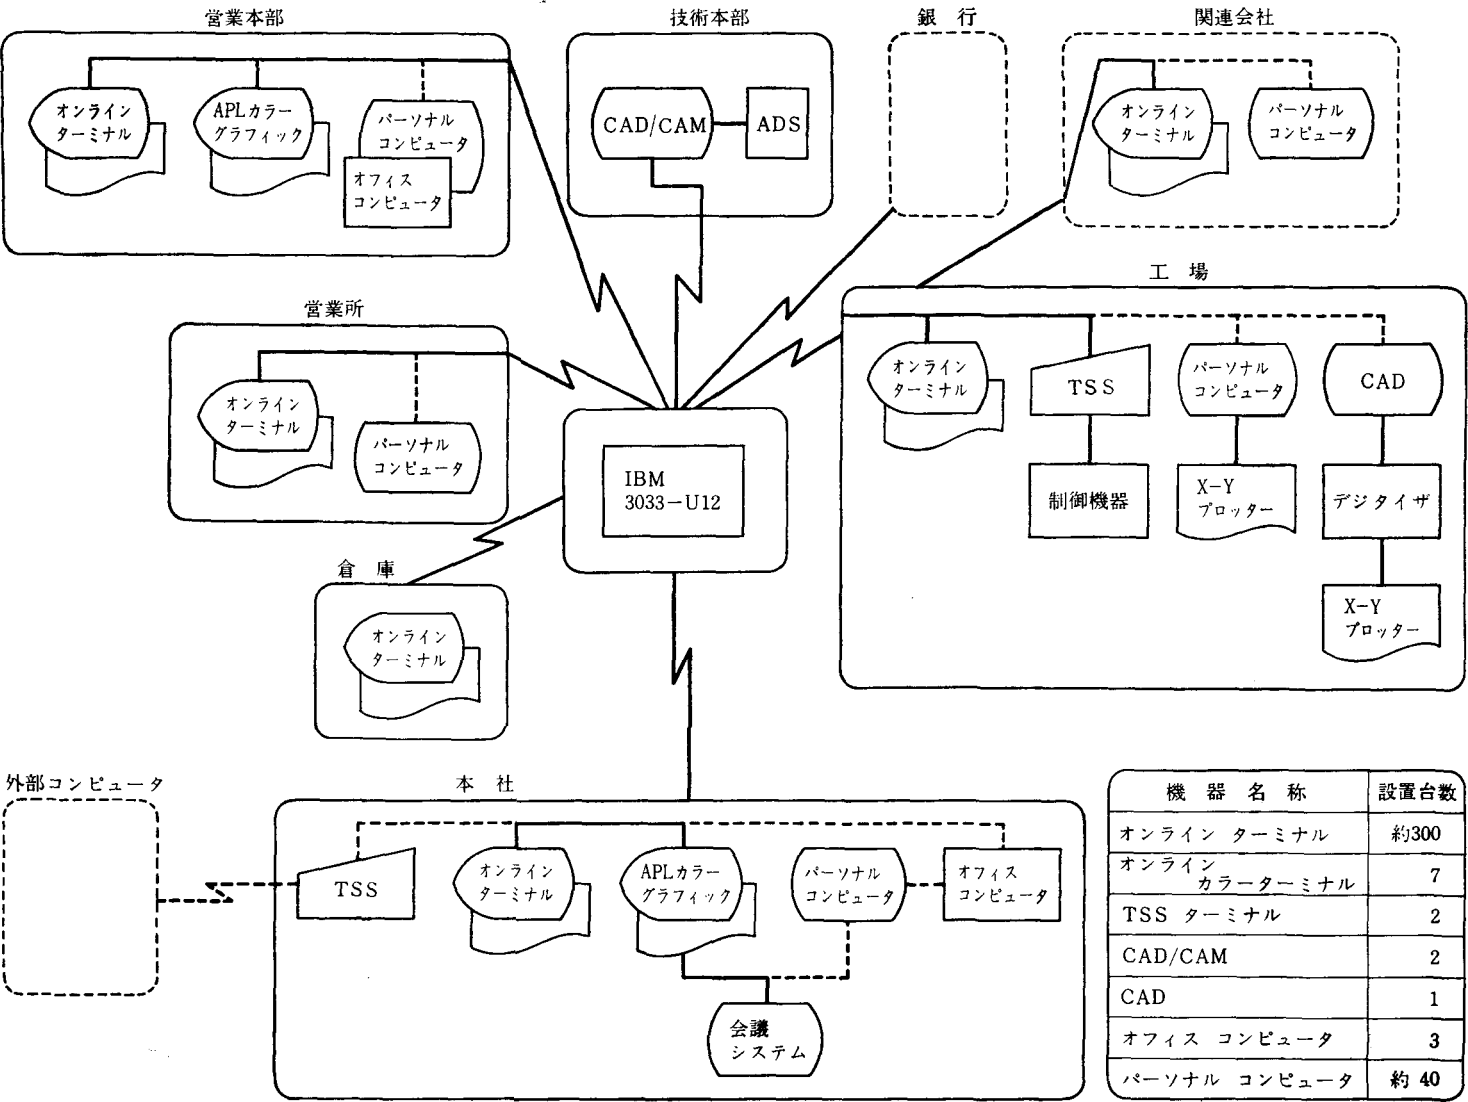 営業本部
オンライン
ターミナル
APLカラー
グラフィック
パーソナル
コンピュータ
オフィス
コンピュータ
技術本部
CAD/CAM
ADS
銀 行
関連会社
オンライン
ターミナル
パーソナル
コンピュータ
営業所
オンライン
ターミナル
パーソナル
コンピュータ
IBM
3033-U12
工 場
オンライン
ターミナル
TSS
制御機器
パーソナル
コンピュータ
X-Y
プロッター
CAD
デジタイザ
X-Y
プロッター
倉 庫
オンライン
ターミナル
外部コンピュータ
本 社
TSS
オンライン
ターミナル
APLカラー
グラフィック
パーソナル
コンピュータ
オフィス
コンピュータ
会議
システム
機 器 名 称 設置台数
オンライン ターミナル 約300
オンライン
カラーターミナル 7
TSS ターミナル 2
CAD/CAM 2
CAD 1
オフィス コンピュータ 3
パーソナル コンピュータ 約 40